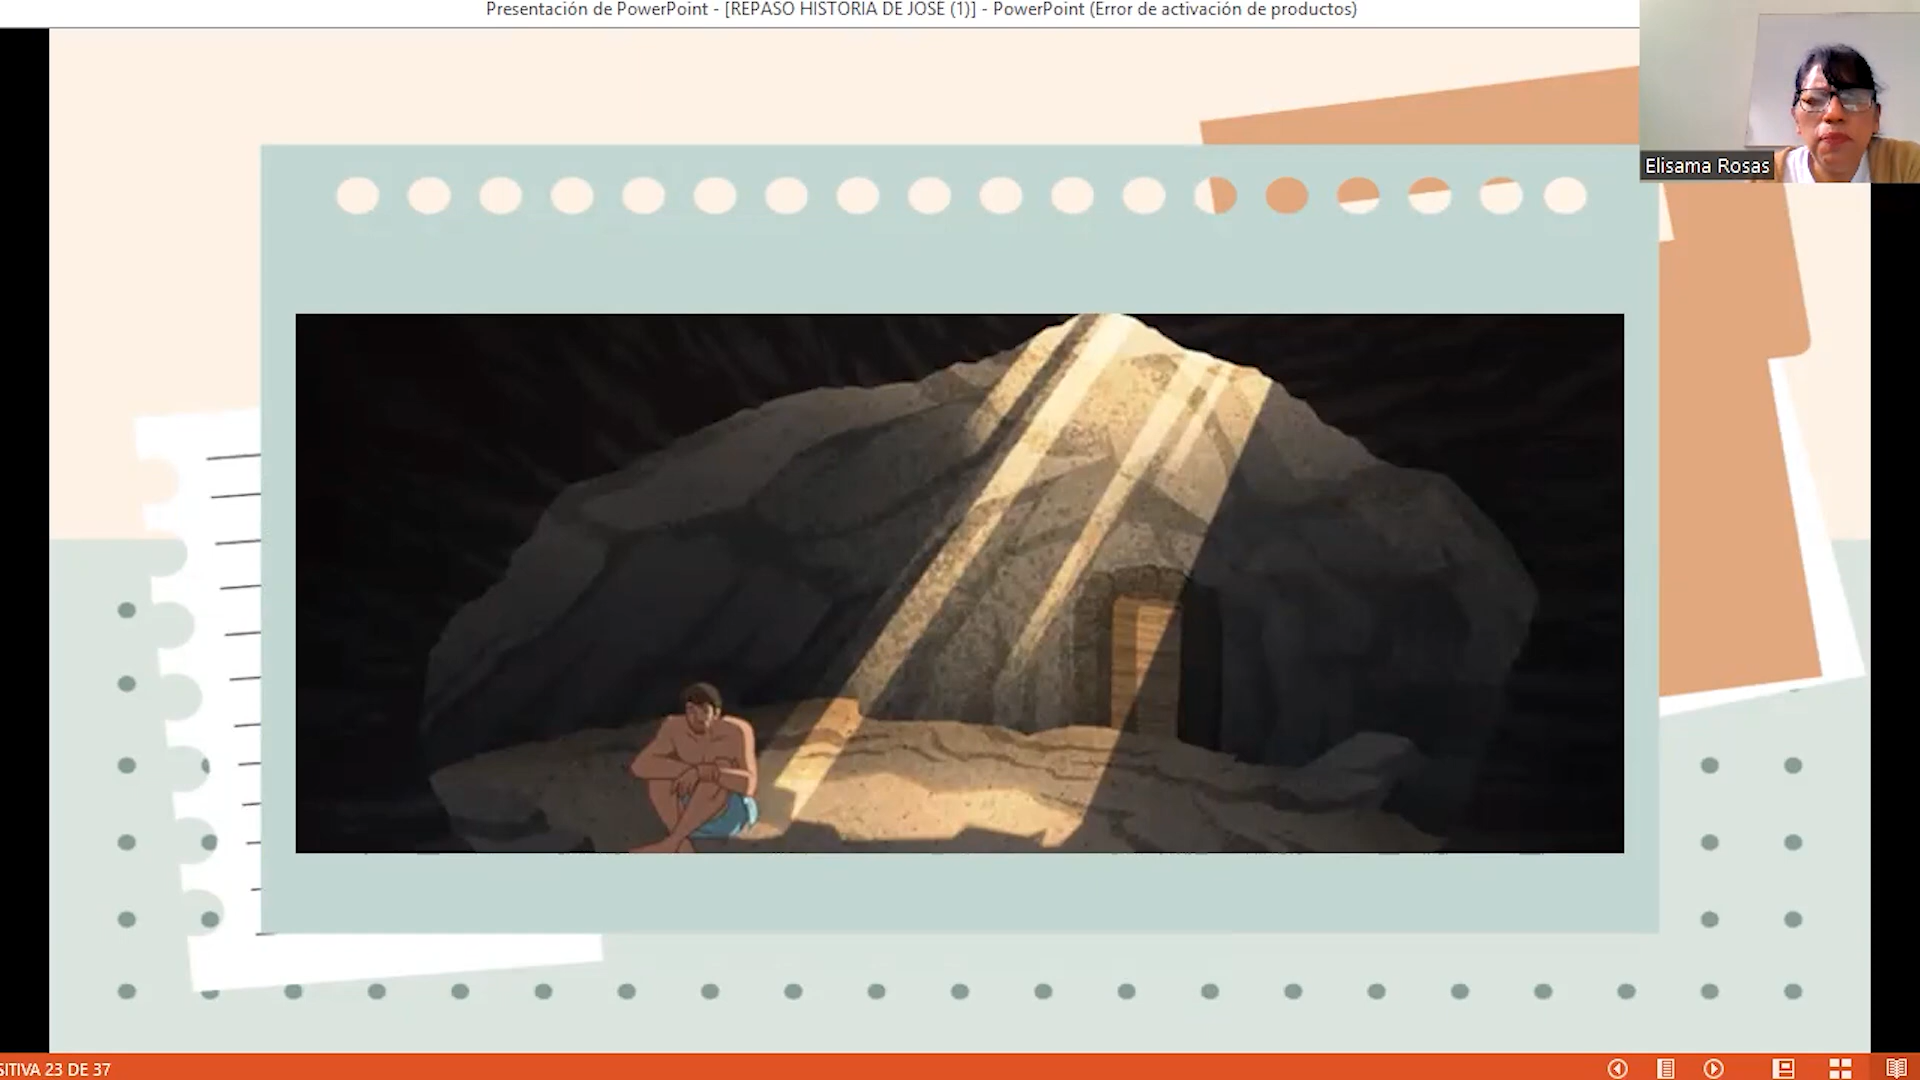 Presentación de PowerPoint - [REPASO HISTORIA DE JOSE (1)] - PowerPoint (Error de activación de productos)
Elisama Rosas
SITIVA 23 DE 37